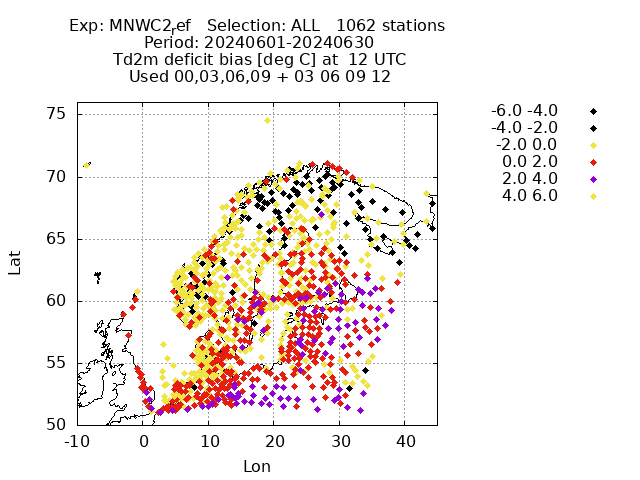 Exp: MNWC2ref   Selection: ALL   1062 stations
Period: 20240601-20240630
Td2m deficit bias [deg C] at  12 UTC
Used 00,03,06,09 + 03 06 09 12
-6.0 -4.0
-4.0 -2.0
-2.0 0.0
0.0 2.0
2.0 4.0
4.0 6.0
75
70
65
60
55
50
Lat
-10 0 10 20 30 40
Lon